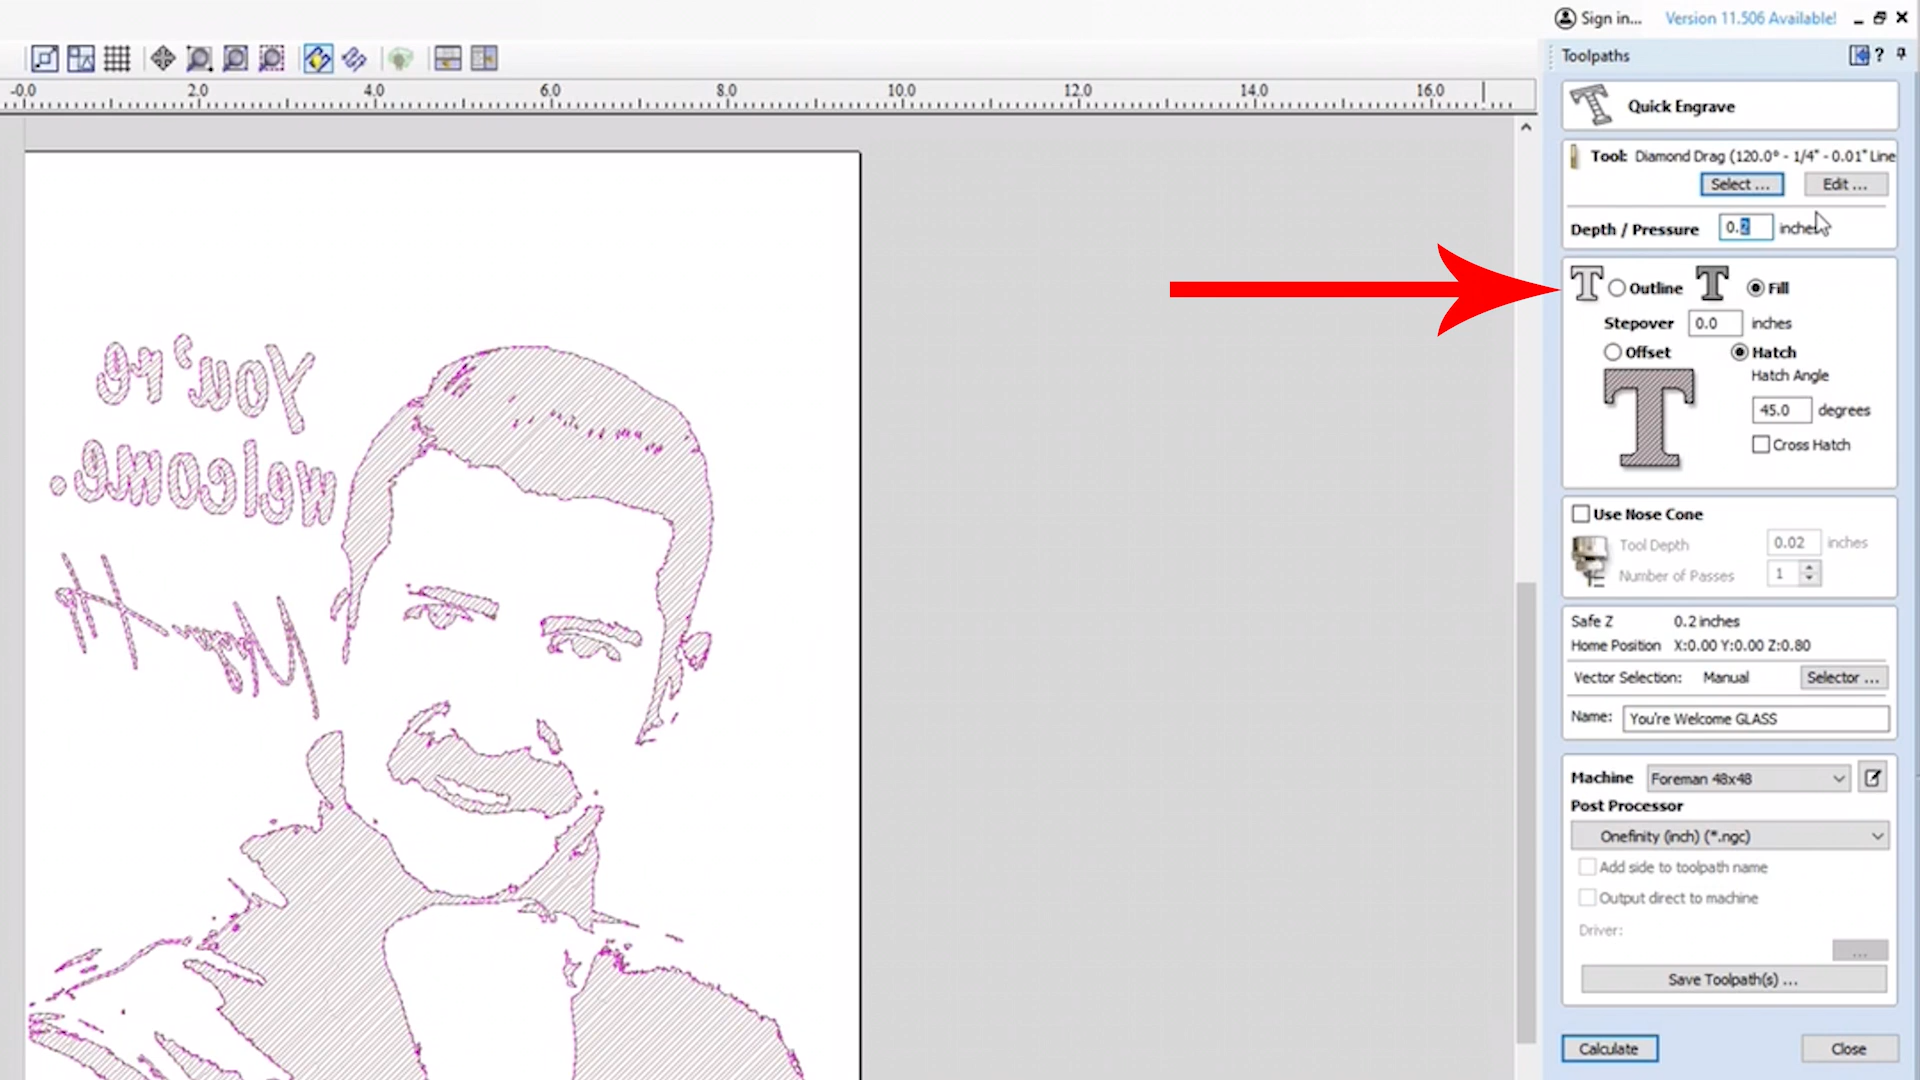 Sign in...
Version 11.506 Available!
Toolpaths
-0.0 2.0 4.0 6.0 8.0 10.0 12.0 14.0 16.0
Quick Engrave
Tool: Diamond Drag (120.0° - 1/4" - 0.01" Line
Select ...
Edit ...
Depth / Pressure 0.2 inches
Outline
Fill
Stepover 0.0 inches
Offset
Hatch
Hatch Angle
45.0 degrees
Cross Hatch
Use Nose Cone
Tool Depth 0.02 inches
Number of Passes 1
Safe Z 0.2 inches
Home Position X:0.00 Y:0.00 Z:0.80
Vector Selection: Manual Selector ...
Name: You're Welcome GLASS
Machine Foreman 48x48
Post Processor
Onefinity (inch) (*.ngc)
Add side to toolpath name
Output direct to machine
Driver:
...
Save Toolpath(s) ...
Calculate
Close
You're
welcome.